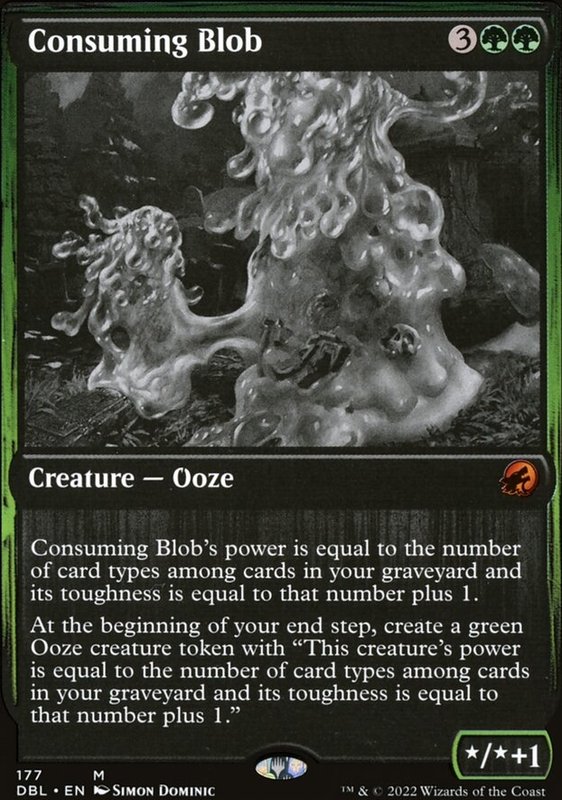 Consuming Blob 3
Creature — Ooze
Consuming Blob's power is equal to the number
of card types among cards in your graveyard and
its toughness is equal to that number plus 1.
At the beginning of your end step, create a green
Ooze creature token with “This creature's power
is equal to the number of card types among cards
in your graveyard and its toughness is equal to
that number plus 1.”
★/★+1
177 M
DBL • EN Simon Dominic ™ & © 2022 Wizards of the Coast